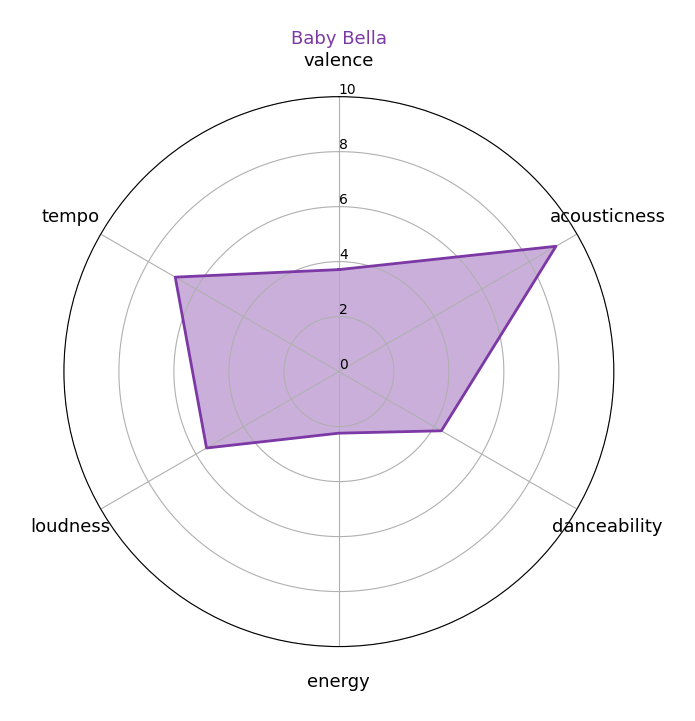 Baby Bella
valence
10
8
6
4
2
0
tempo
acousticness
loudness
danceability
energy